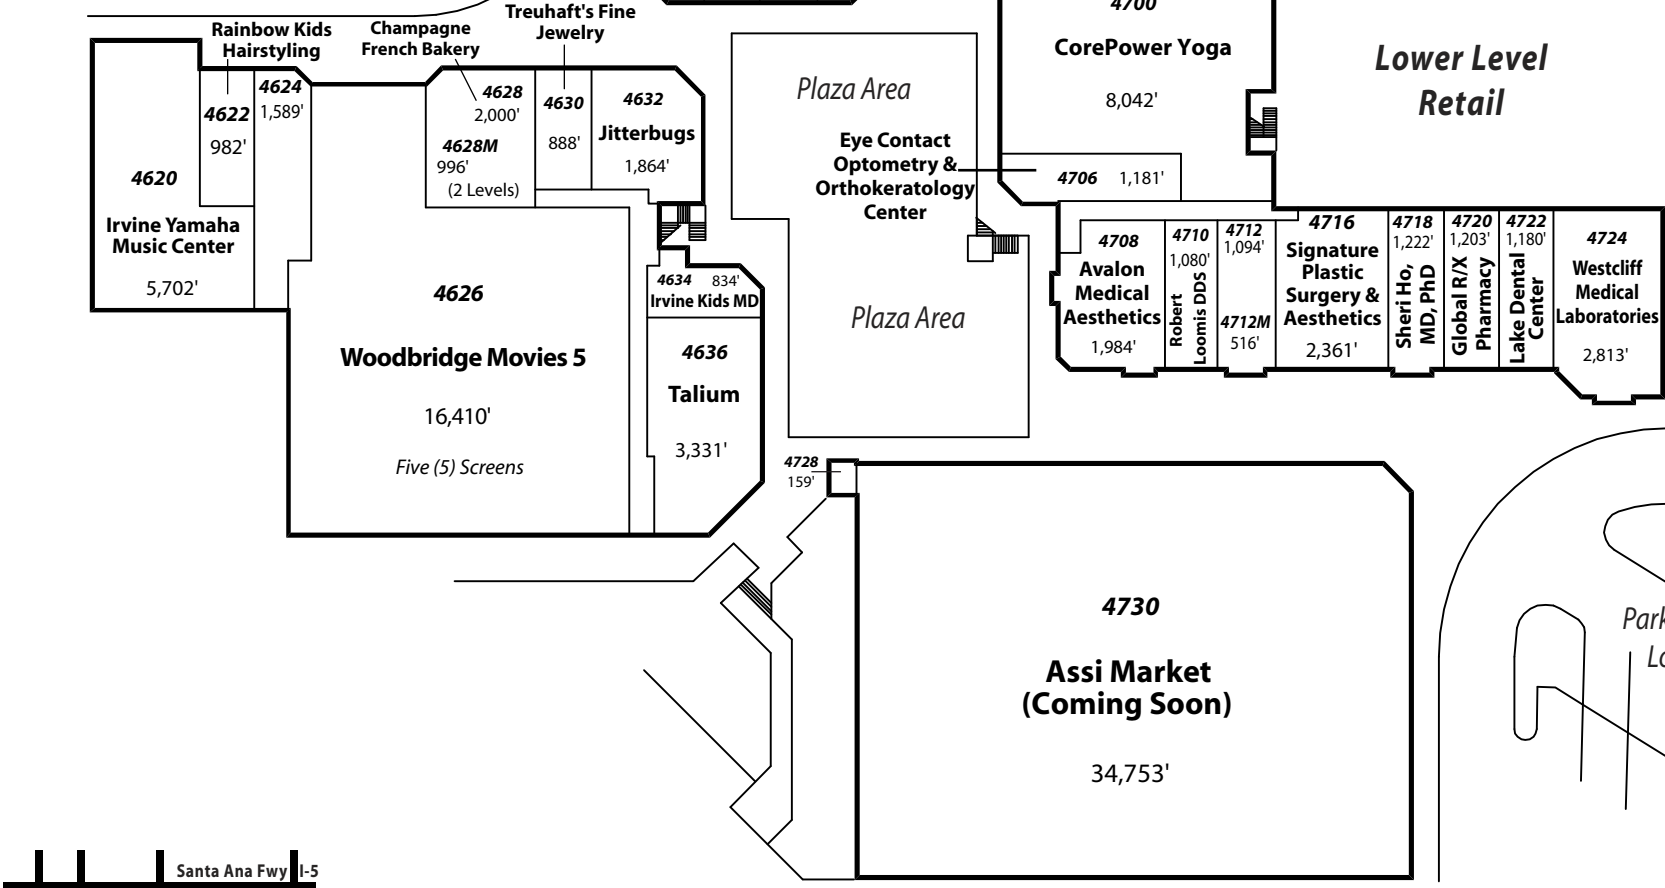 Rainbow Kids
Hairstyling
Champagne
French Bakery
Treuhaft's Fine
Jewelry
4620
Irvine Yamaha
Music Center
5,702'
4622
982'
4624
1,589'
4628
2,000'
4628M
996'
(2 Levels)
4630
888'
4632
Jitterbugs
1,864'
4626
Woodbridge Movies 5
16,410'
Five (5) Screens
4634 834'
Irvine Kids MD
4636
Talium
3,331'
Plaza Area
Eye Contact
Optometry &
Orthokeratology
Center
Plaza Area
4700
CorePower Yoga
8,042'
4706 1,181'
Lower Level
Retail
4708
Avalon
Medical
Aesthetics
1,984'
4710
1,080'
Robert
Loomis DDS
4712
1,094'
4712M
516'
4716
Signature
Plastic
Surgery &
Aesthetics
2,361'
4718
1,222'
Sheri Ho,
MD, PhD
4720
1,203'
Global R/X
Pharmacy
4722
1,180'
Lake Dental
Center
4724
Westcliff
Medical
Laboratories
2,813'
4728
159'
4730
Assi Market
(Coming Soon)
34,753'
Santa Ana Fwy I-5